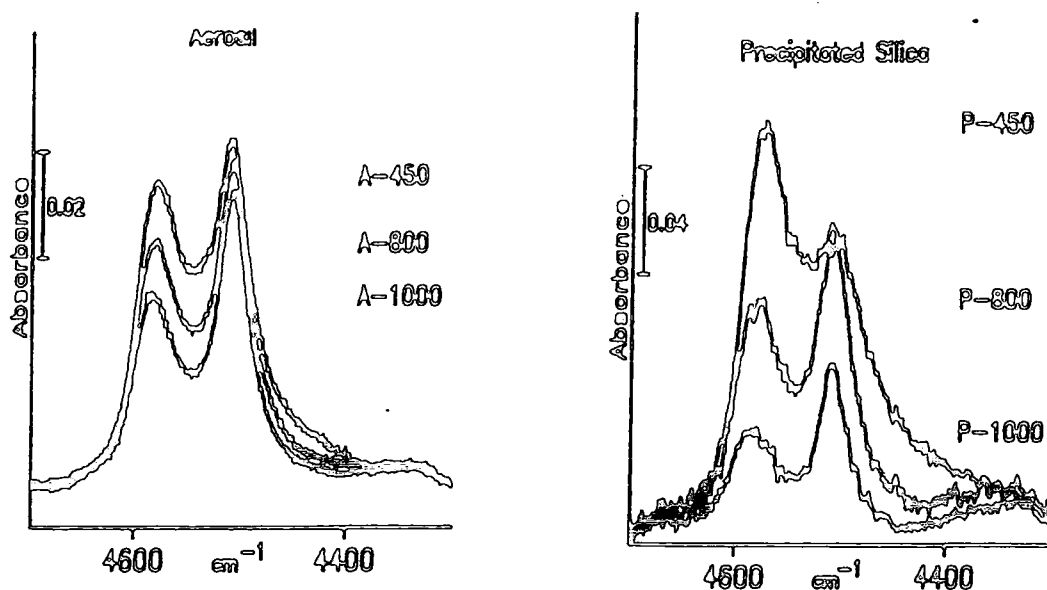 Aerosil
Absorbance
0.02
A-450
A-800
A-1000
4600
cm-1
4400
Precipitated Silica
Absorbance
0.04
P-450
P-800
P-1000
4600
cm-1
4400